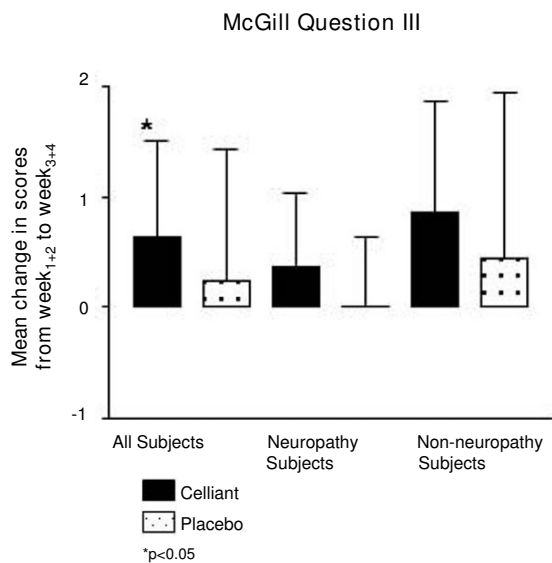 McGill Question III
Mean change in scores
from week1+2 to week3+4
2
1
0
-1
*
All Subjects
Neuropathy
Subjects
Non-neuropathy
Subjects
Celliant
Placebo
*p<0.05